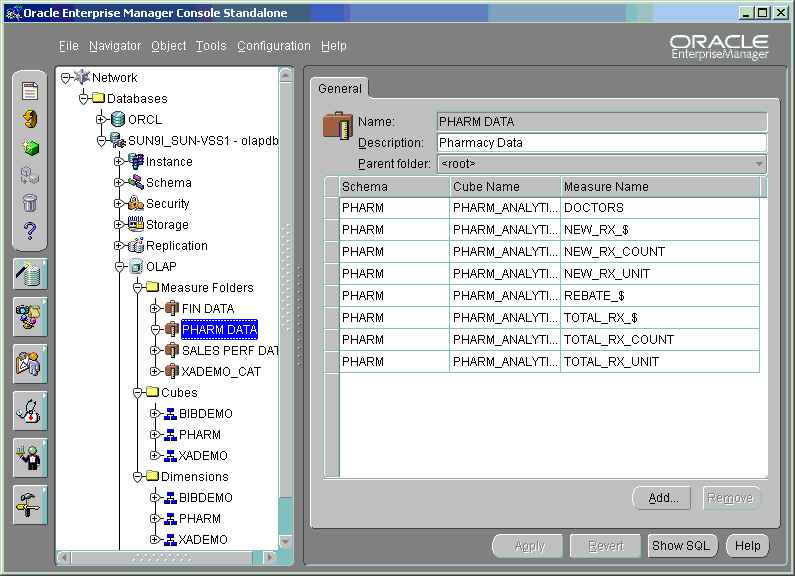 Oracle Enterprise Manager Console Standalone
File Navigator Object Tools Configuration Help
ORACLE
EnterpriseManager
Network
Databases
ORCL
SUN9I_SUN-VSS1 - olapdb
Instance
Schema
Security
Storage
Replication
OLAP
Measure Folders
FIN DATA
PHARM DATA
SALES PERF DAT
XADEMO_CAT
Cubes
BIBDEMO
PHARM
XADEMO
Dimensions
BIBDEMO
PHARM
XADEMO
General
Name: PHARM DATA
Description: Pharmacy Data
Parent folder: <root>
Schema Cube Name Measure Name
PHARM PHARM_ANALYTI... DOCTORS
PHARM PHARM_ANALYTI... NEW_RX_$
PHARM PHARM_ANALYTI... NEW_RX_COUNT
PHARM PHARM_ANALYTI... NEW_RX_UNIT
PHARM PHARM_ANALYTI... REBATE_$
PHARM PHARM_ANALYTI... TOTAL_RX_$
PHARM PHARM_ANALYTI... TOTAL_RX_COUNT
PHARM PHARM_ANALYTI... TOTAL_RX_UNIT
Add... Remove
Apply Revert Show SQL Help